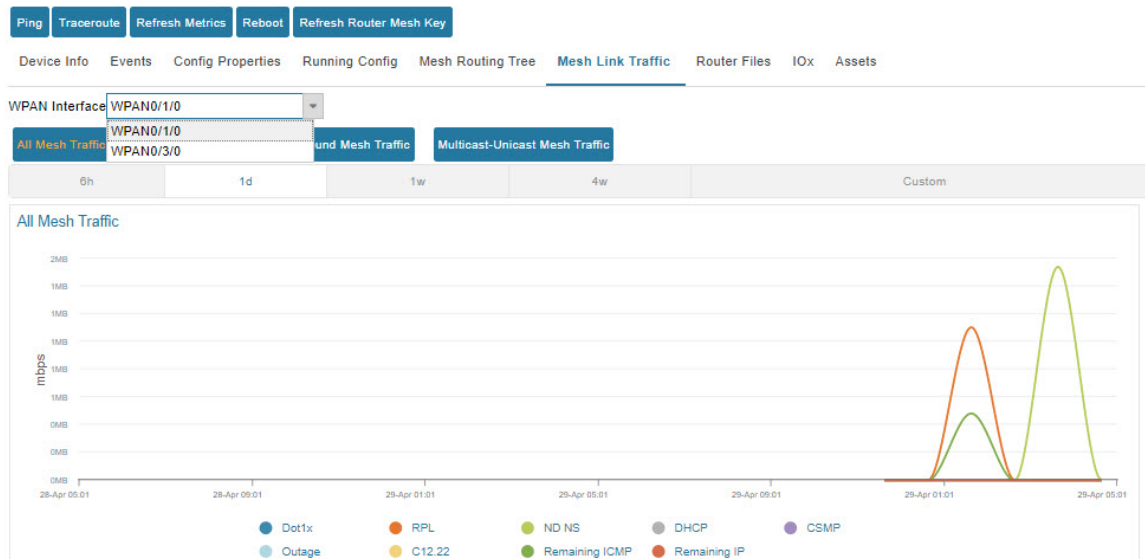 Ping Traceroute Refresh Metrics Reboot Refresh Router Mesh Key
Device Info Events Config Properties Running Config Mesh Routing Tree Mesh Link Traffic Router Files IOx Assets
WPAN Interface WPAN0/1/0
WPAN0/1/0
WPAN0/3/0
All Mesh Traffic und Mesh Traffic Multicast-Unicast Mesh Traffic
6h 1d 1w 4w Custom
All Mesh Traffic
2MB
1MB
1MB
1MB
1MB
1MB
0MB
0MB
0MB
mbps
28-Apr 05:01 28-Apr 09:01 29-Apr 01:01 29-Apr 05:01 29-Apr 09:01 29-Apr 01:01 29-Apr 05:01
Dot1x RPL ND NS DHCP CSMP
Outage C12.22 Remaining ICMP Remaining IP